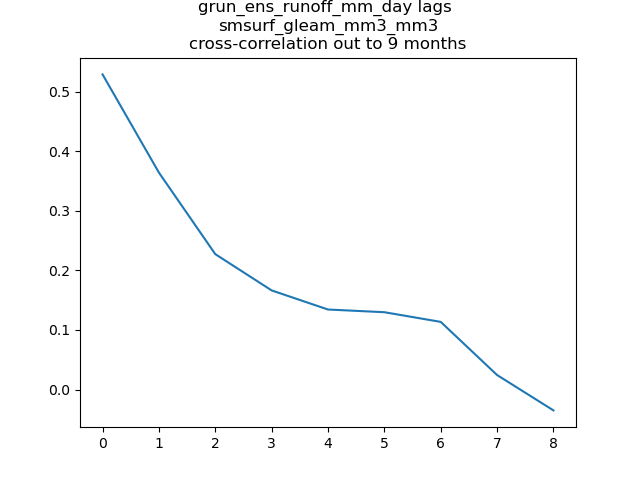 grun_ens_runoff_mm_day lags
smsurf_gleam_mm3_mm3
cross-correlation out to 9 months
0.5
0.4
0.3
0.2
0.1
0.0
0 1 2 3 4 5 6 7 8